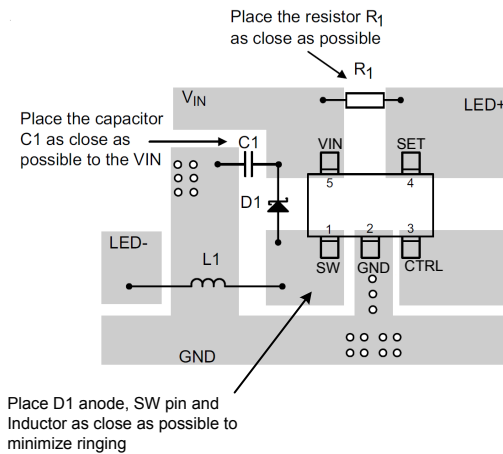 Place the resistor R1
as close as possible
R1
VIN
LED+
Place the capacitor
C1 as close as
possible to the VIN
C1
VIN
SET
5
4
D1
LED-
L1
1
2
3
SW
GND
CTRL
GND
Place D1 anode, SW pin and
Inductor as close as possible to
minimize ringing